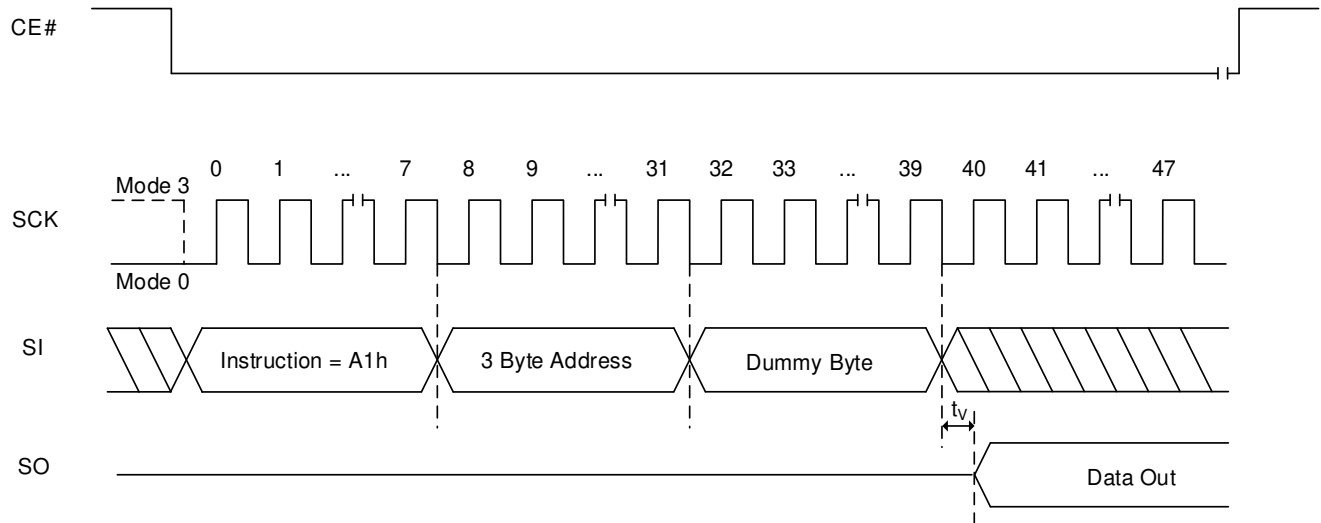 CE#
0 1 ... 7 8 9 ... 31 32 33 ... 39 40 41 ... 47
Mode 3
SCK
Mode 0
SI
Instruction = A1h
3 Byte Address
Dummy Byte
tV
SO
Data Out